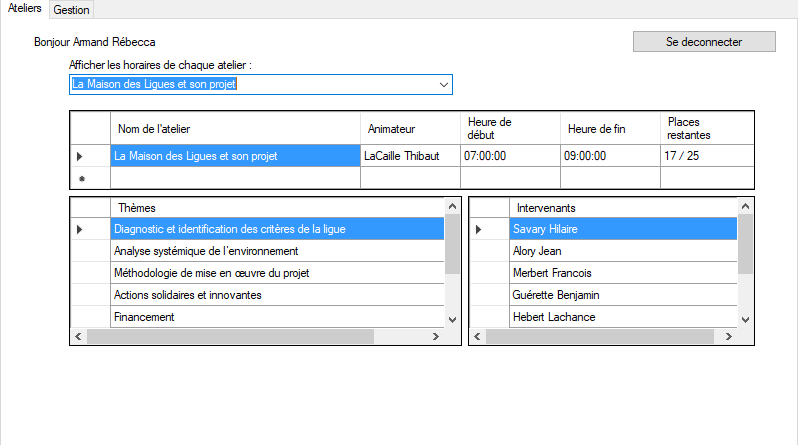 Ateliers
Gestion
Bonjour Armand Rébecca
Se deconnecter
Afficher les horaires de chaque atelier :
La Maison des Ligues et son projet
Nom de l'atelier Animateur Heure de début Heure de fin Places restantes
La Maison des Ligues et son projet LaCaille Thibaut 07:00:00 09:00:00 17 / 25
Thèmes
Diagnostic et identification des critères de la ligue
Analyse systémique de l'environnement
Méthodologie de mise en œuvre du projet
Actions solidaires et innovantes
Financement
Intervenants
Savary Hilaire
Alory Jean
Merbert Francois
Guérette Benjamin
Hebert Lachance